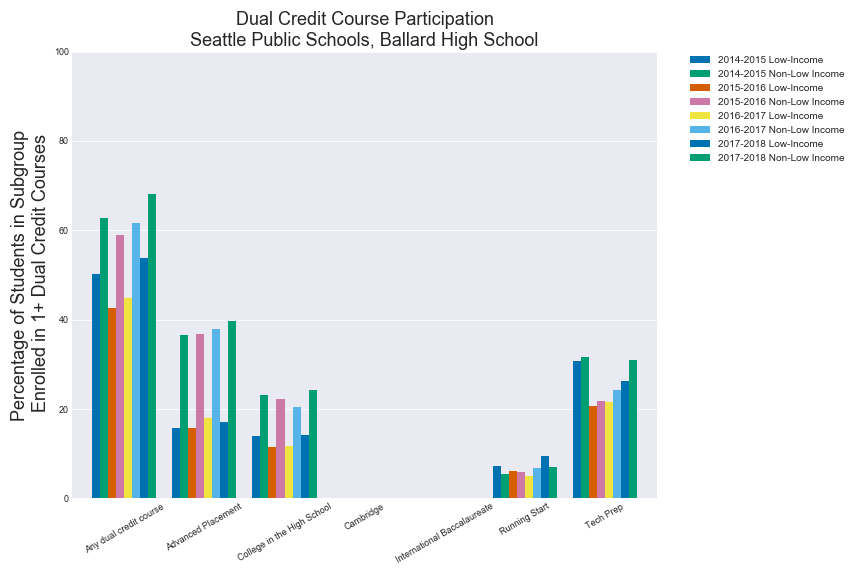 Dual Credit Course Participation
Seattle Public Schools, Ballard High School
Percentage of Students in Subgroup
Enrolled in 1+ Dual Credit Courses
100
80
60
40
20
0
Any dual credit course
Advanced Placement
College in the High School
Cambridge
International Baccalaureate
Running Start
Tech Prep
2014-2015 Low-Income
2014-2015 Non-Low Income
2015-2016 Low-Income
2015-2016 Non-Low Income
2016-2017 Low-Income
2016-2017 Non-Low Income
2017-2018 Low-Income
2017-2018 Non-Low Income